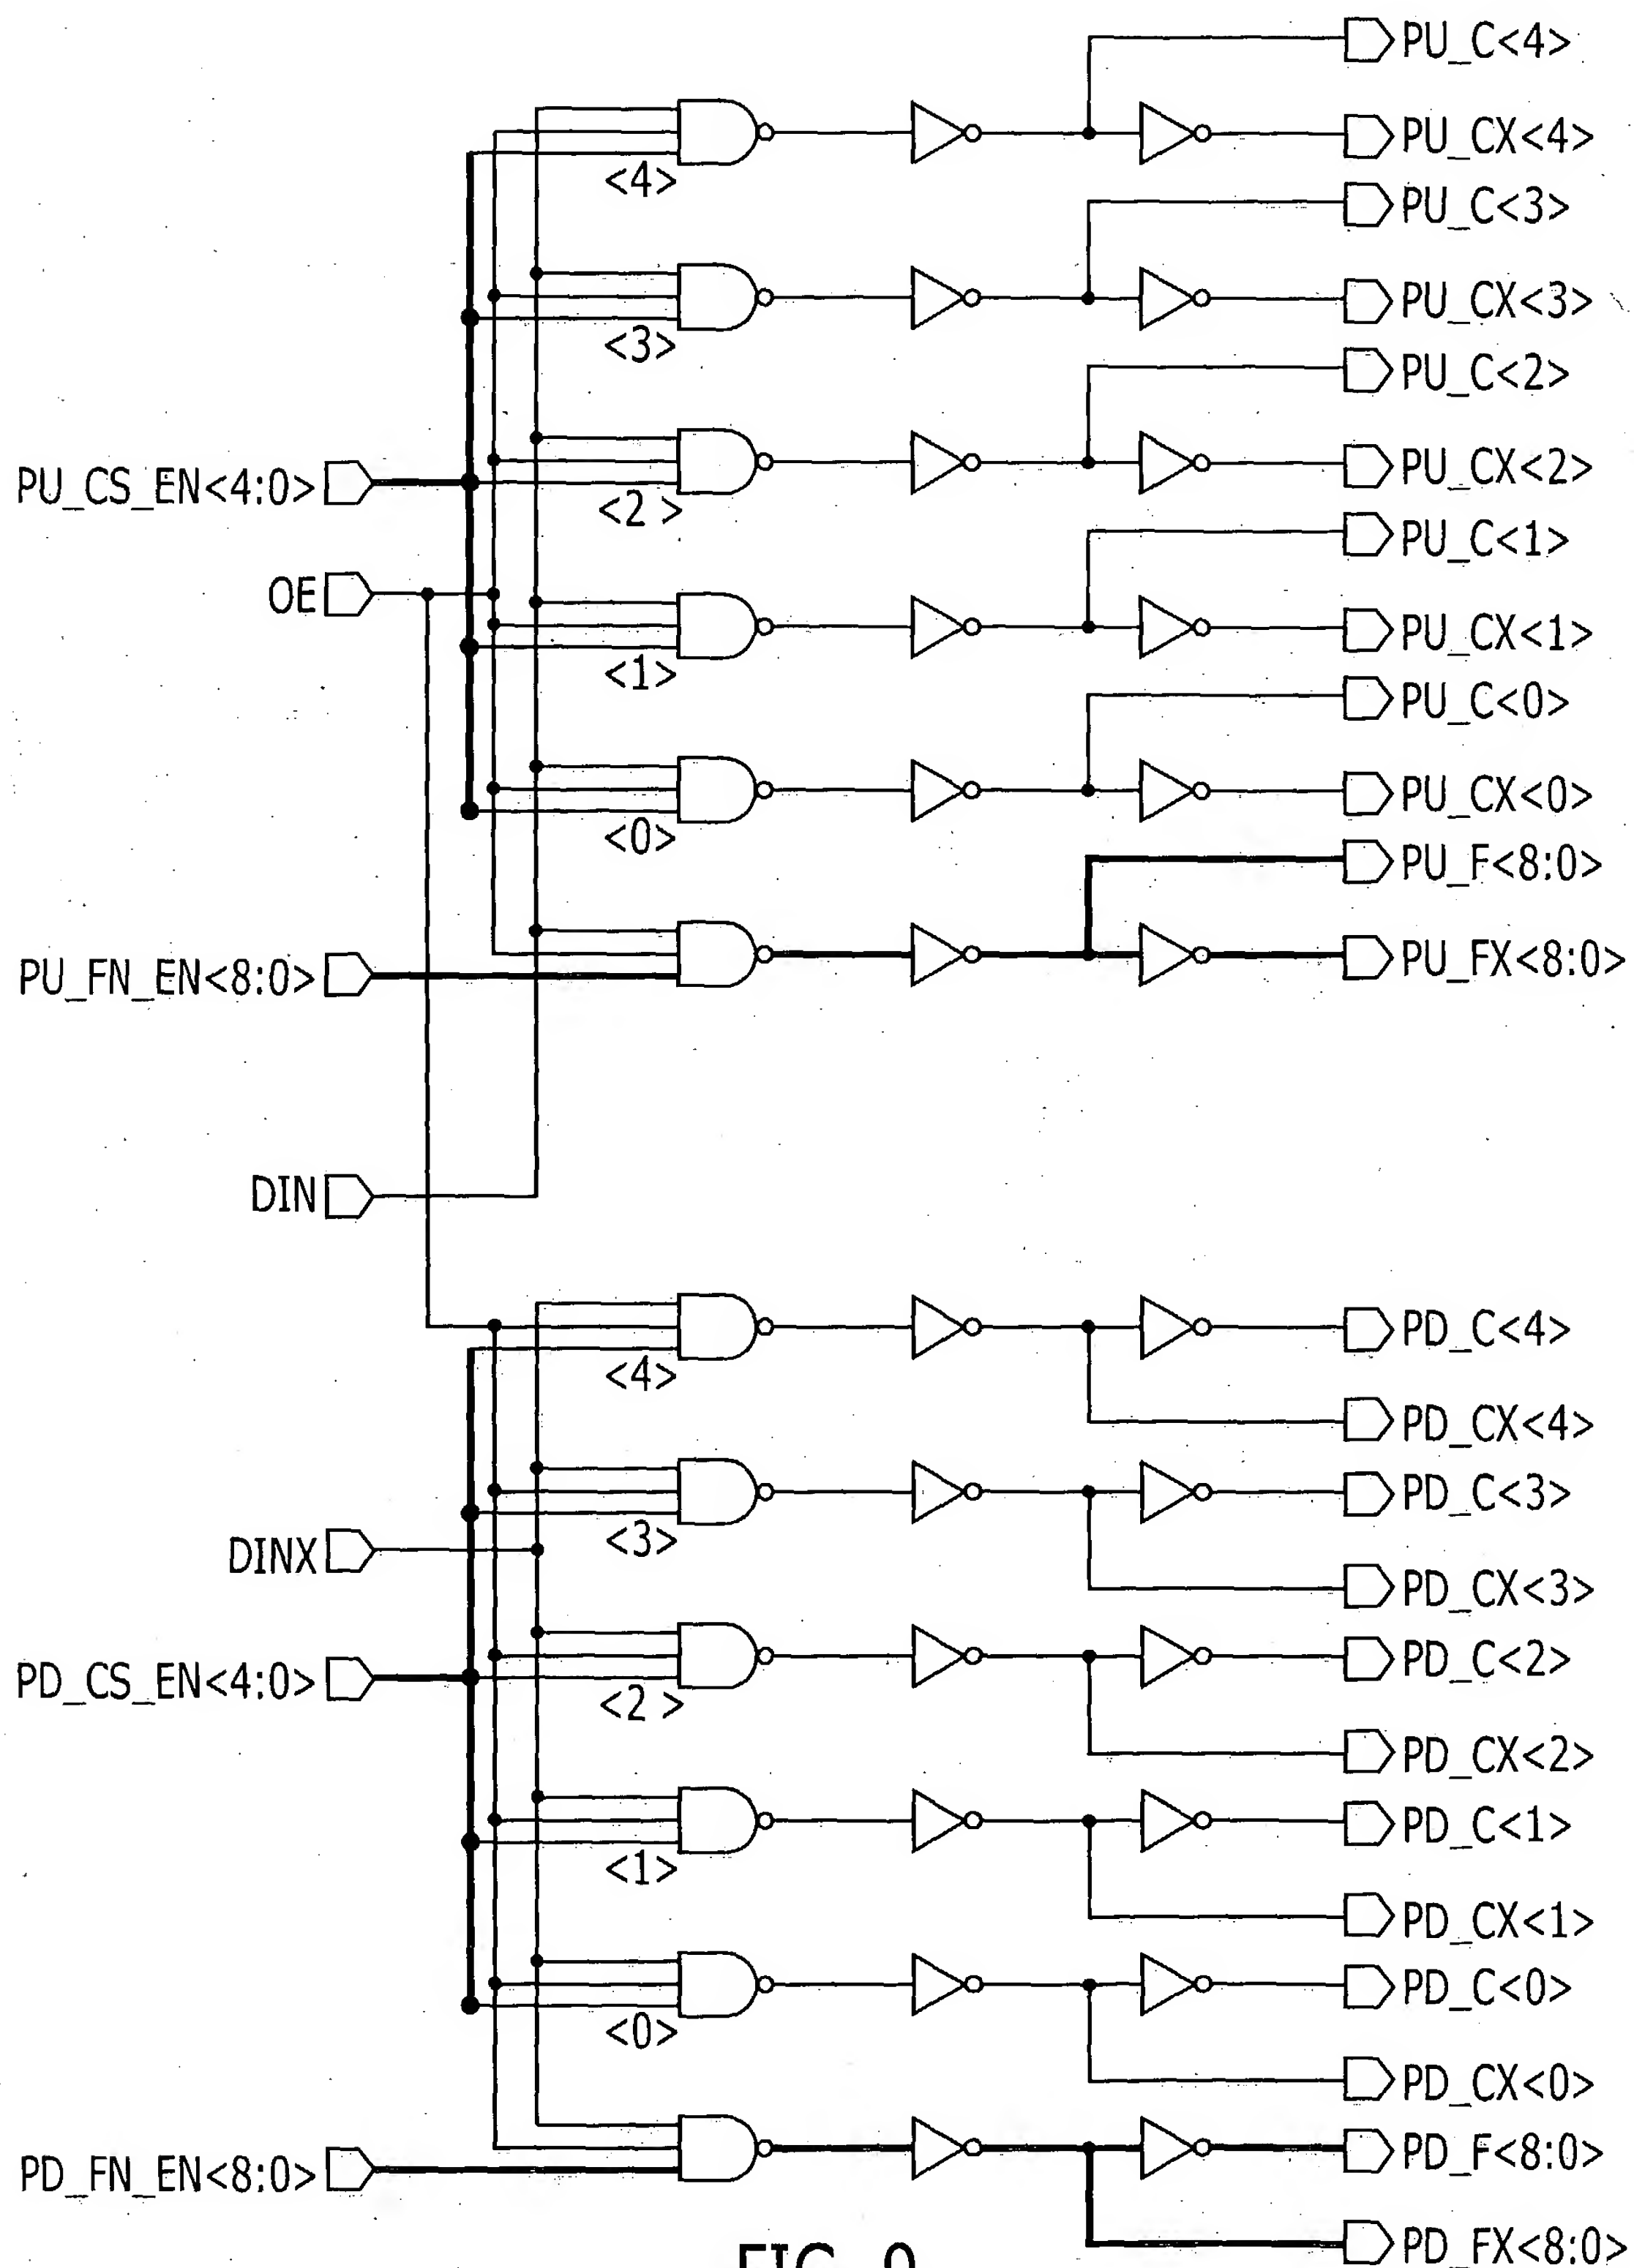 PU_C<4>
PU_CX<4>
<4>
PU_C<3>
PU_CX<3>
<3>
PU_C<2>
PU_CX<2>
PU_CS_EN<4:0>
<2 >
PU_C<1>
OE
PU_CX<1>
<1>
PU_C<0>
PU_CX<0>
<0>
PU_F<8:0>
PU_FN_EN<8:0>
PU_FX<8:0>
DIN
PD_C<4>
<4>
PD_CX<4>
PD_C<3>
<3>
DINX
PD_CX<3>
PD_C<2>
PD_CS_EN<4:0>
<2 >
PD_CX<2>
PD_C<1>
<1>
PD_CX<1>
PD_C<0>
<0>
PD_CX<0>
PD_F<8:0>
PD_FN_EN<8:0>
PD_FX<8:0>